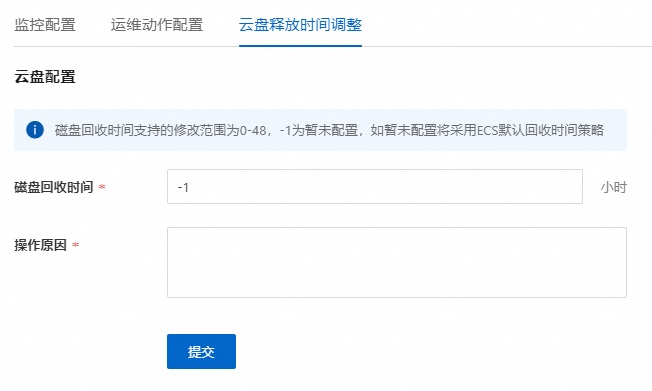 监控配置 运维动作配置 云盘释放时间调整
云盘配置
磁盘回收时间支持的修改范围为0-48，-1为暂未配置，如暂未配置将采用ECS默认回收时间策略
磁盘回收时间 * -1 小时
操作原因 *
提交